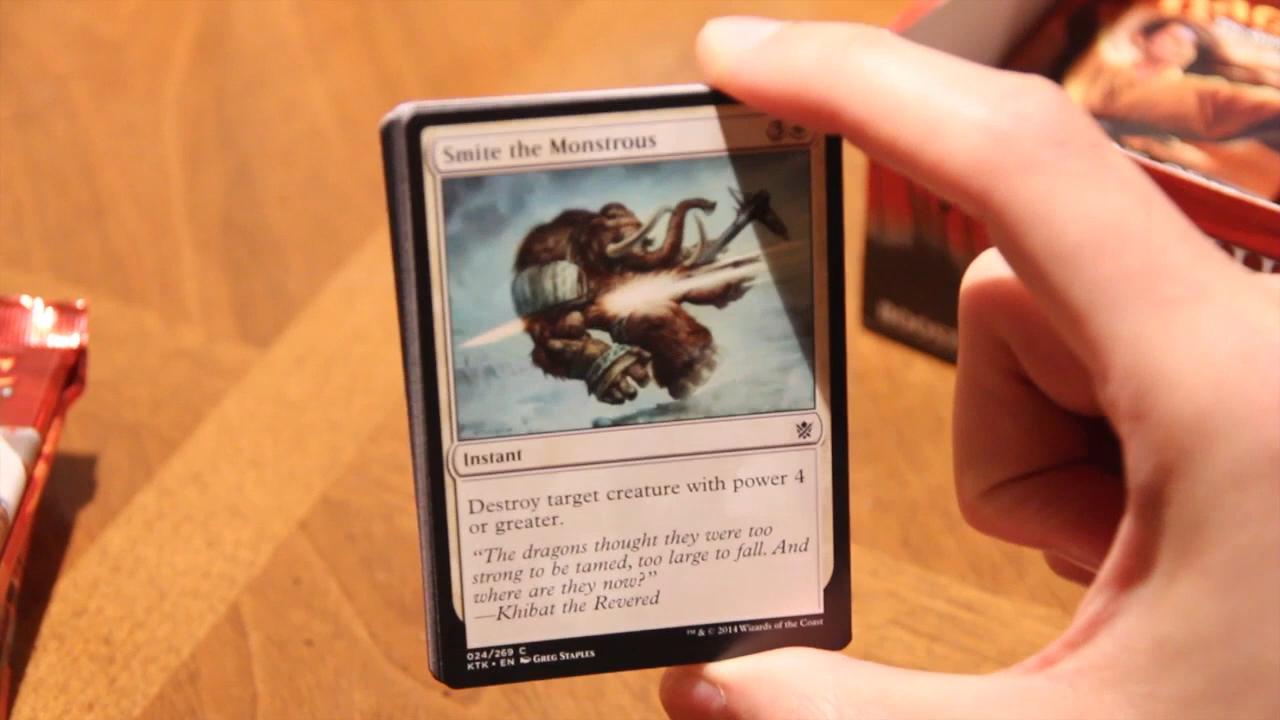 Smite the Monstrous
3
Instant
Destroy target creature with power 4
or greater.
“The dragons thought they were too
strong to be tamed, too large to fall. And
where are they now?”
—Khibat the Revered
™ & © 2014 Wizards of the Coast
024/269 C
KTK • EN GREG STAPLES